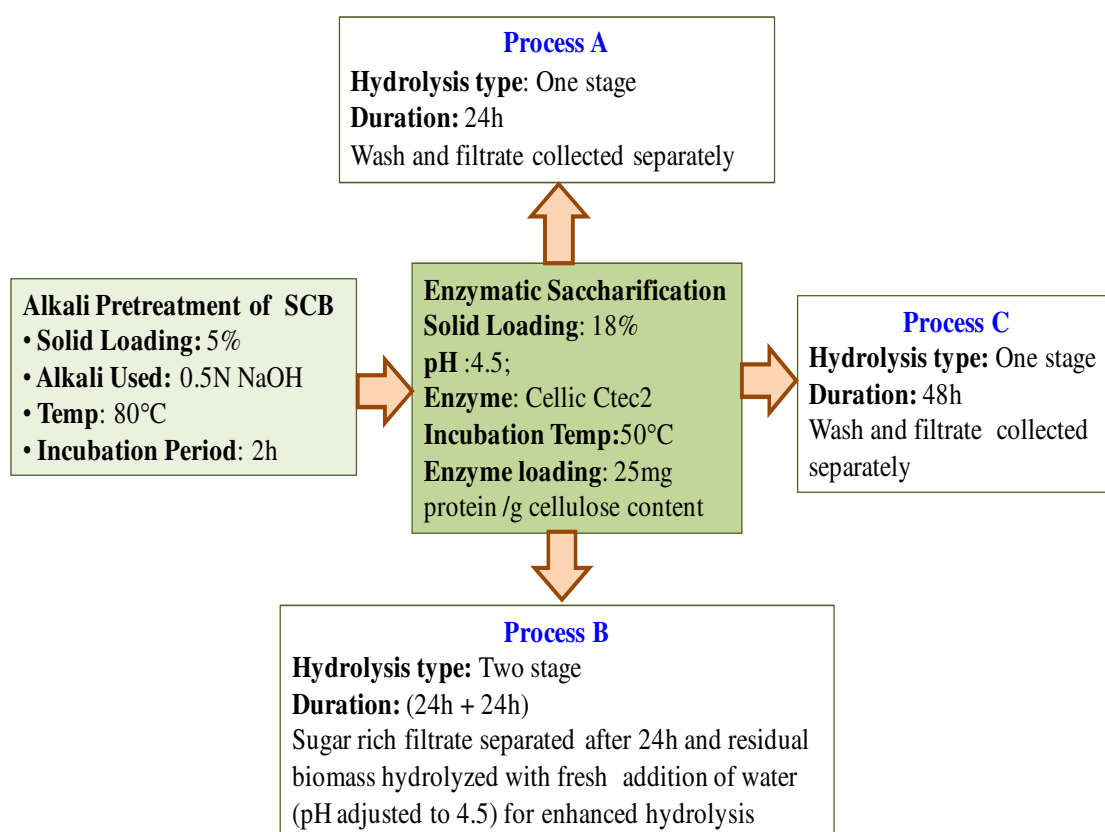 Process A
Hydrolysis type: One stage
Duration: 24h
Wash and filtrate collected separately
Alkali Pretreatment of SCB
• Solid Loading: 5%
• Alkali Used: 0.5N NaOH
• Temp: 80°C
• Incubation Period: 2h
Enzymatic Saccharification
Solid Loading: 18%
pH :4.5;
Enzyme: Cellic Ctec2
Incubation Temp:50°C
Enzyme loading: 25mg
protein /g cellulose content
Process C
Hydrolysis type: One stage
Duration: 48h
Wash and filtrate collected
separately
Process B
Hydrolysis type: Two stage
Duration: (24h + 24h)
Sugar rich filtrate separated after 24h and residual
biomass hydrolyzed with fresh addition of water
(pH adjusted to 4.5) for enhanced hydrolysis